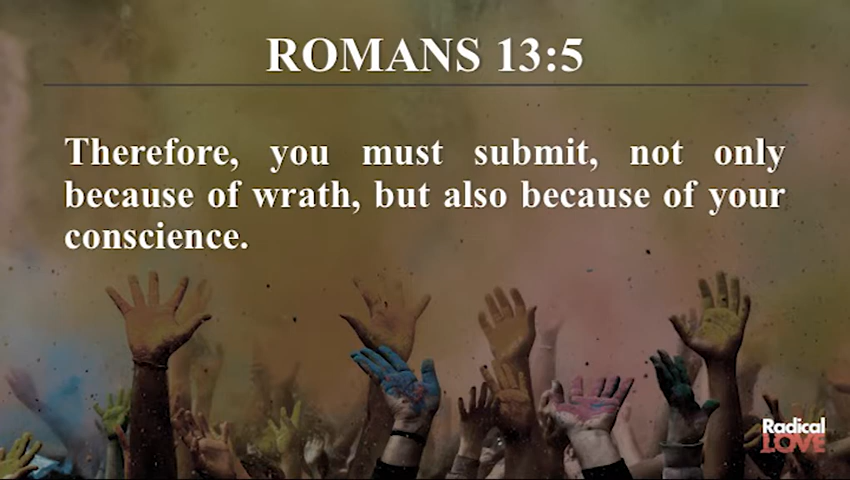 ROMANS 13:5
Therefore, you must submit, not only
because of wrath, but also because of your
conscience.
Radical
LOVE